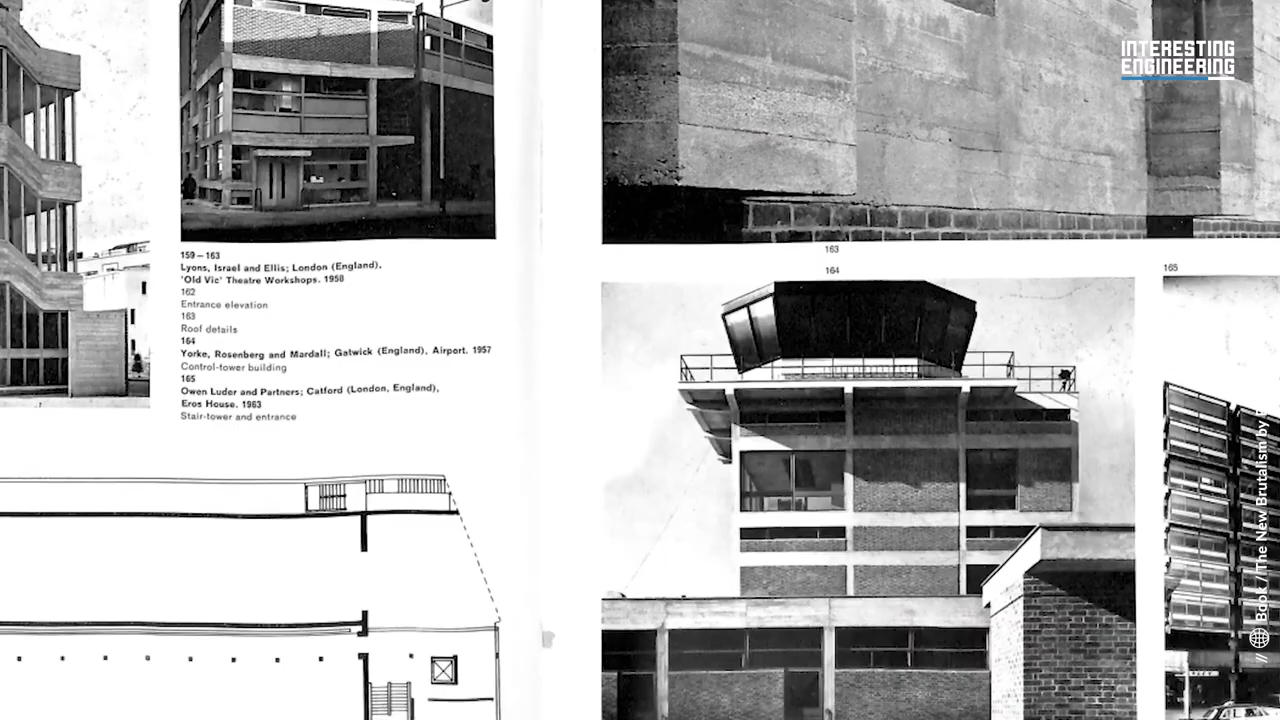 INTERESTING
ENGINEERING
159–163
Lyons, Israel and Ellis; London (England),
'Old Vic' Theatre Workshops. 1958
162
Entrance elevation
163
Roof details
164
Yorke, Rosenberg and Mardall; Gatwick (England), Airport. 1957
Control-tower building
165
Owen Luder and Partners; Catford (London, England),
Eros House. 1963
Stair-tower and entrance
163
164
165
// Book / The New Brutalism by